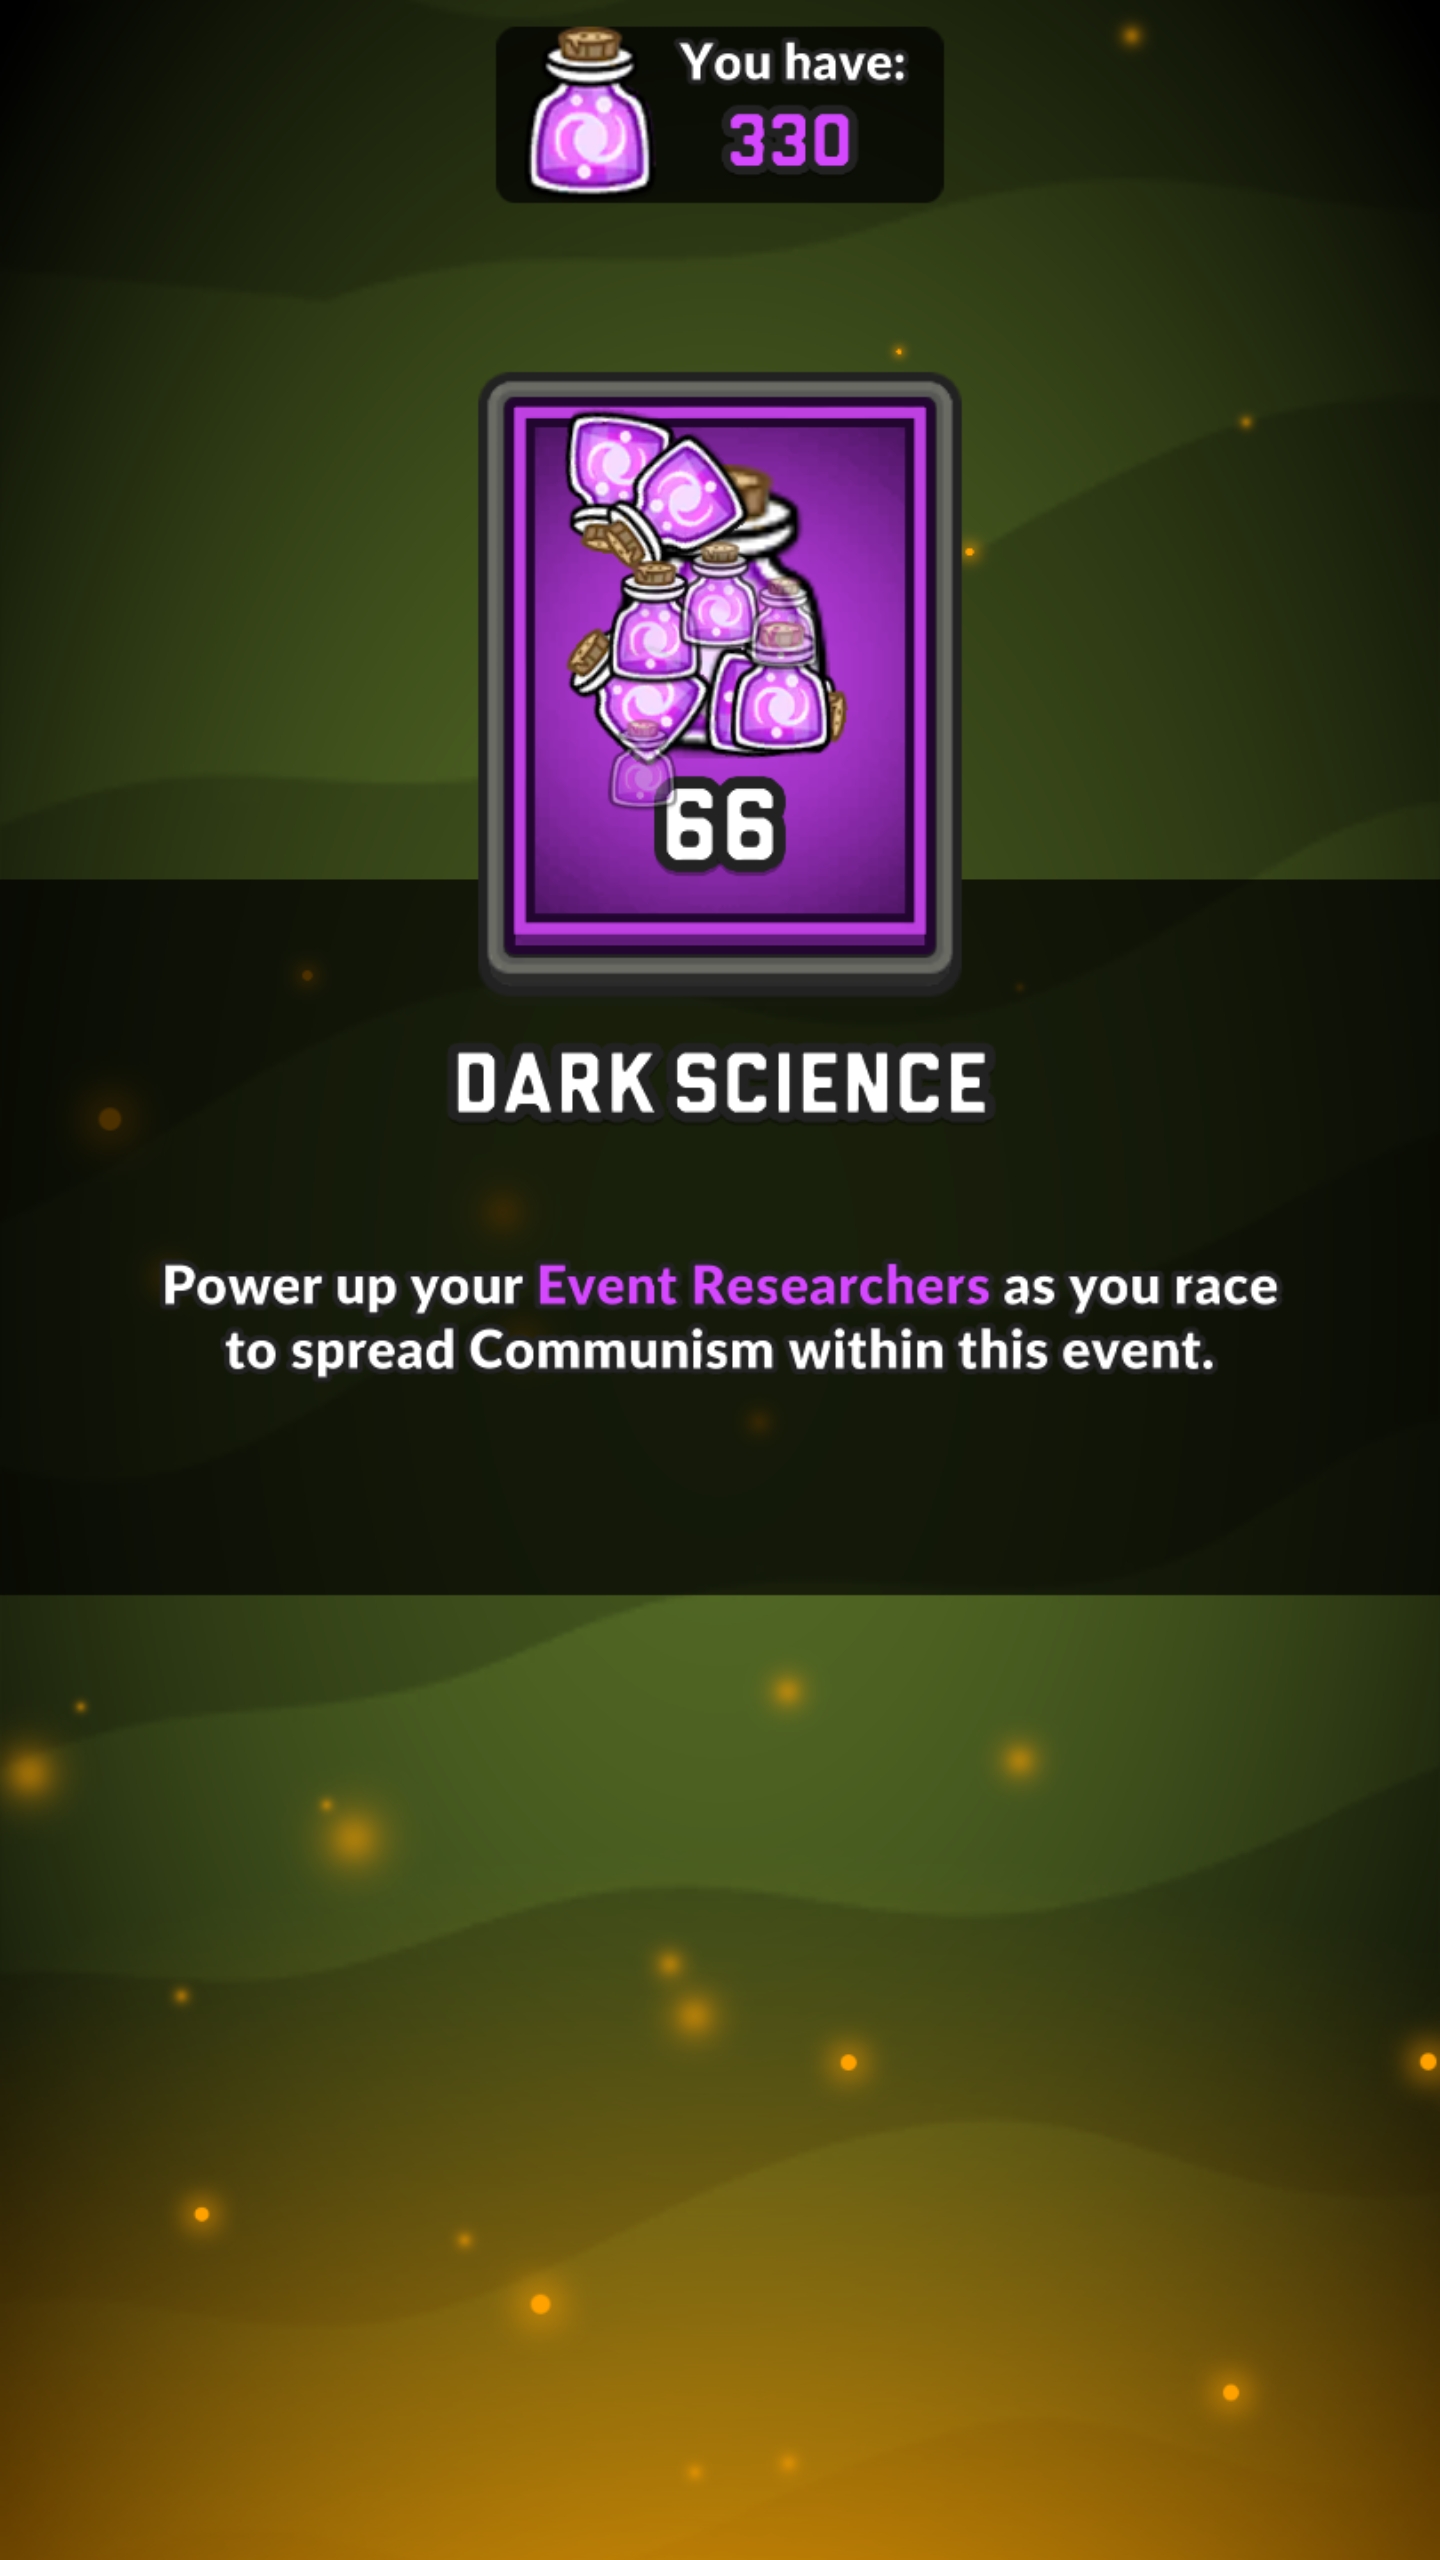 You have:
330
66
DARK SCIENCE
Power up your Event Researchers as you race
to spread Communism within this event.